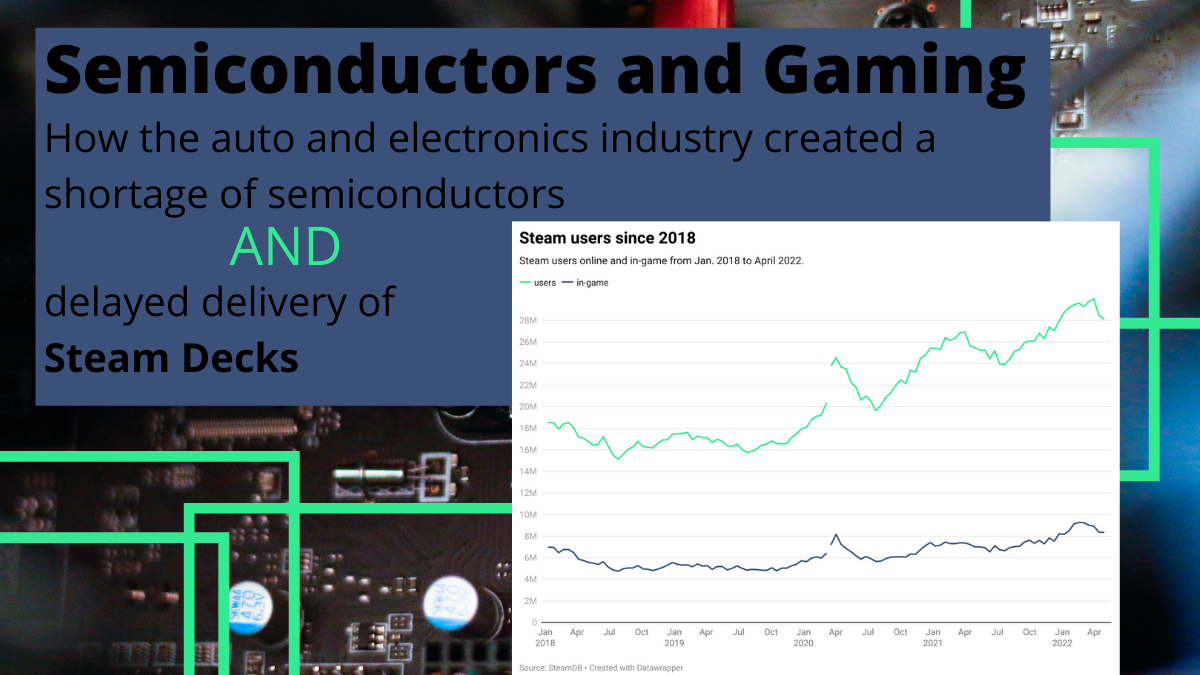 Semiconductors and Gaming
How the auto and electronics industry created a
shortage of semiconductors
AND
delayed delivery of
Steam Decks
Steam users since 2018
Steam users online and in-game from Jan. 2018 to April 2022.
users in-game
28M
26M
24M
22M
20M
18M
16M
14M
12M
10M
8M
6M
4M
2M
0
Jan Apr Jul Oct Jan Apr Jul Oct Jan Apr Jul Oct Jan Apr Jul Oct Jan Apr
2018 2019 2020 2021 2022
Source: SteamDB • Created with Datawrapper
470
6.3V
470
6.3V